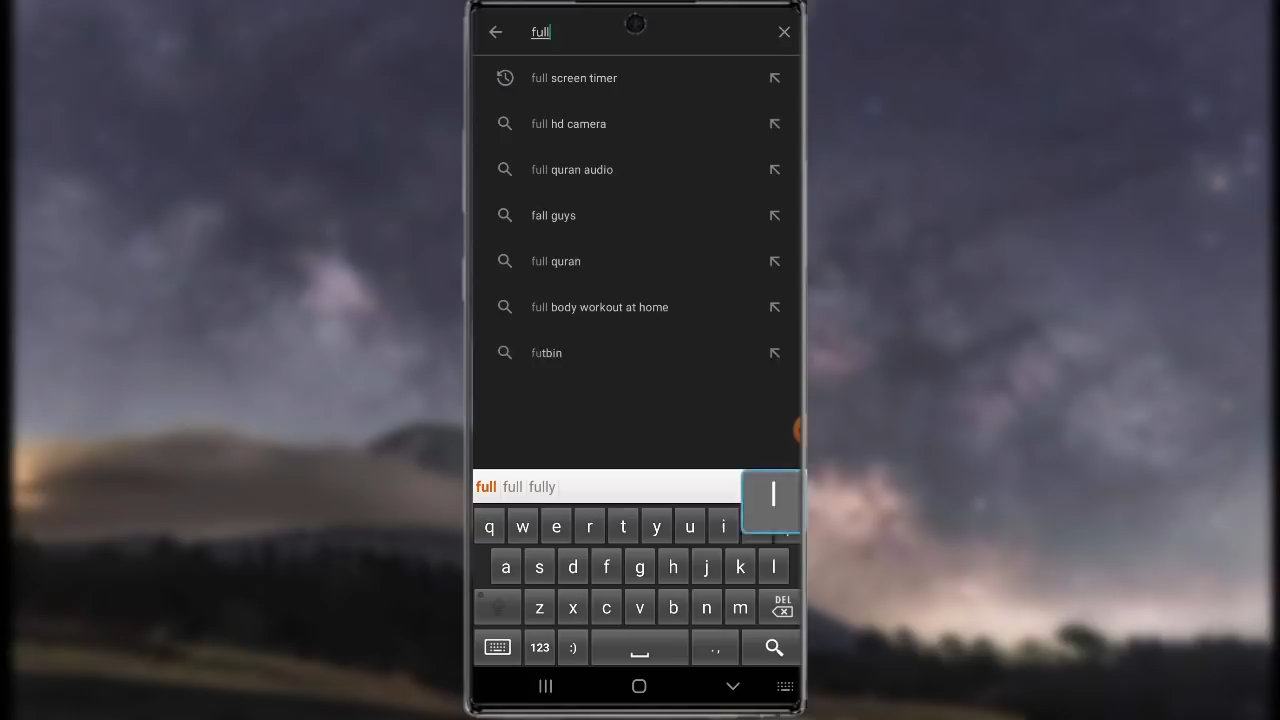 full
full screen timer
full hd camera
full quran audio
fall guys
full quran
full body workout at home
futbin
full full fully
l
q w e r t y u i
a s d f g h j k l
z x c v b n m DEL
123 :) .,